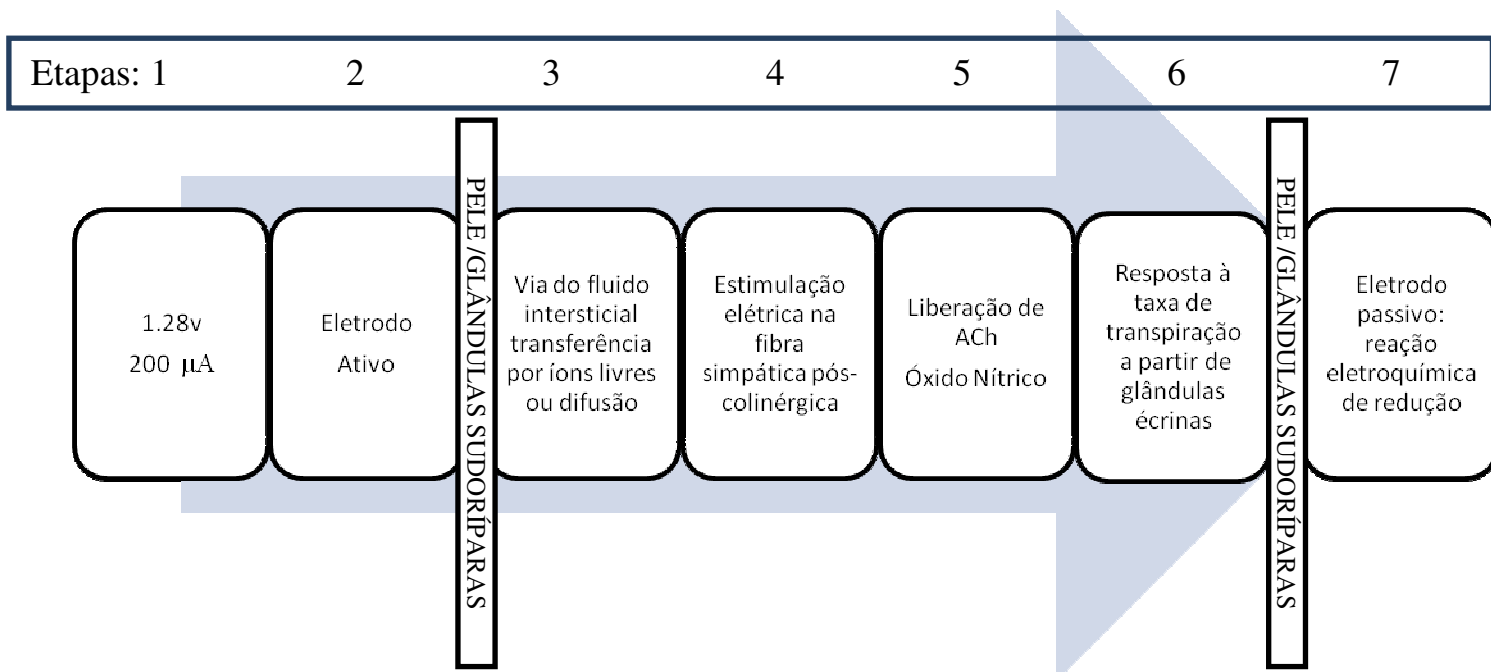 Etapas: 1 2 3 4 5 6 7
1.28v
200 µA
Eletrodo
Ativo
PELE /GLÂNDULAS SUDORÍPARAS
Via do fluido
intersticial
transferência
por íons livres
ou difusão
Estimulação
elétrica na
fibra
simpática pós-
colinérgica
Liberação de
ACh
Óxido Nítrico
Resposta à
taxa de
transpiração
a partir de
glândulas
écrinas
PELE /GLÂNDULAS SUDORÍPARAS
Eletrodo
passivo:
reação
eletroquímica
de redução